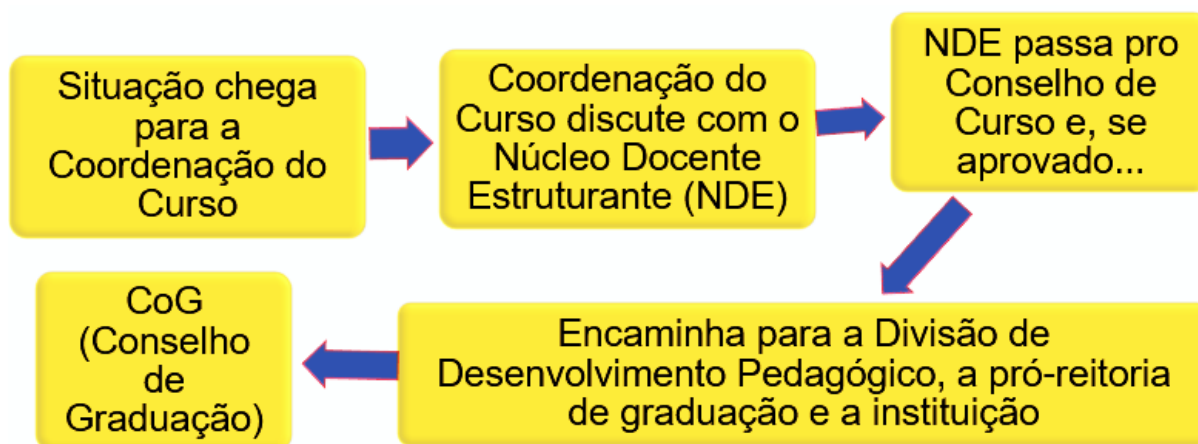 Situação chega
para a
Coordenação do
Curso
Coordenação do
Curso discute com o
Núcleo Docente
Estruturante (NDE)
NDE passa pro
Conselho de
Curso e, se
aprovado...
Encaminha para a Divisão de
Desenvolvimento Pedagógico, a pró-reitoria
de graduação e a instituição
CoG
(Conselho
de
Graduação)